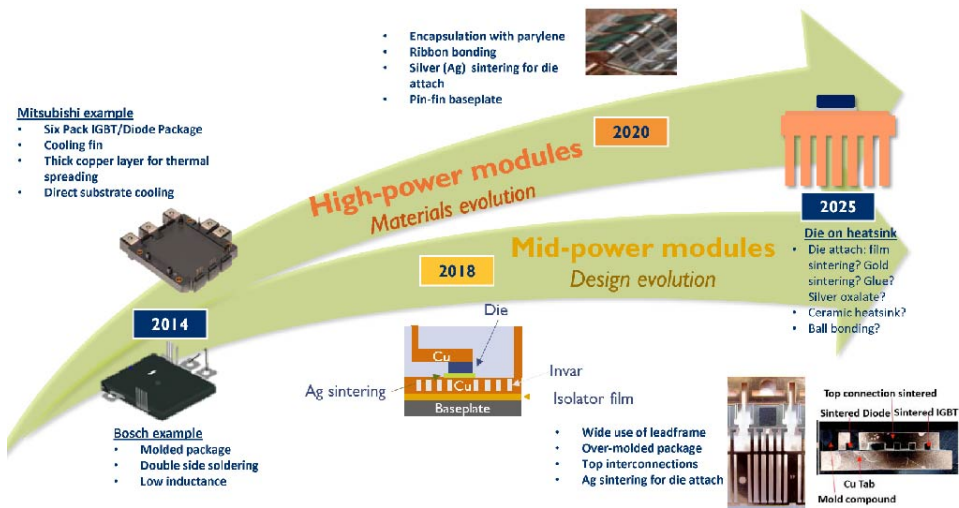 Encapsulation with parylene
Ribbon bonding
Silver (Ag) sintering for die
attach
Pin-fin baseplate
Mitsubishi example
Six Pack IGBT/Diode Package
Cooling fin
Thick copper layer for thermal
spreading
Direct substrate cooling
High-power modules
Materials evolution
2020
2025
Die on heatsink
Die attach: film
sintering? Gold
sintering? Glue?
Silver oxalate?
Ceramic heatsink?
Ball bonding?
Mid-power modules
Design evolution
2018
2014
Die
Cu
Ag sintering
Cu
Invar
Isolator film
Baseplate
Bosch example
Molded package
Double side soldering
Low inductance
Wide use of leadframe
Over-molded package
Top interconnections
Ag sintering for die attach
Top connection sintered
Sintered Diode
Sintered IGBT
Cu Tab
Mold compound